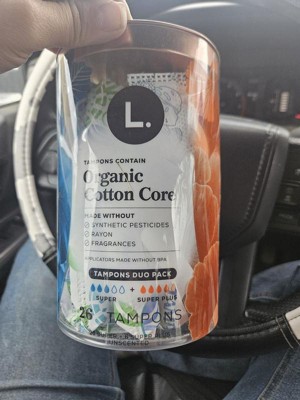 L.
TAMPONS CONTAIN
Organic
Cotton Core
MADE WITHOUT
SYNTHETIC PESTICIDES
RAYON
FRAGRANCES
APPLICATORS MADE WITHOUT BPA
TAMPONS DUO PACK
SUPER + SUPER PLUS
26 TAMPONS
UNSCENTED